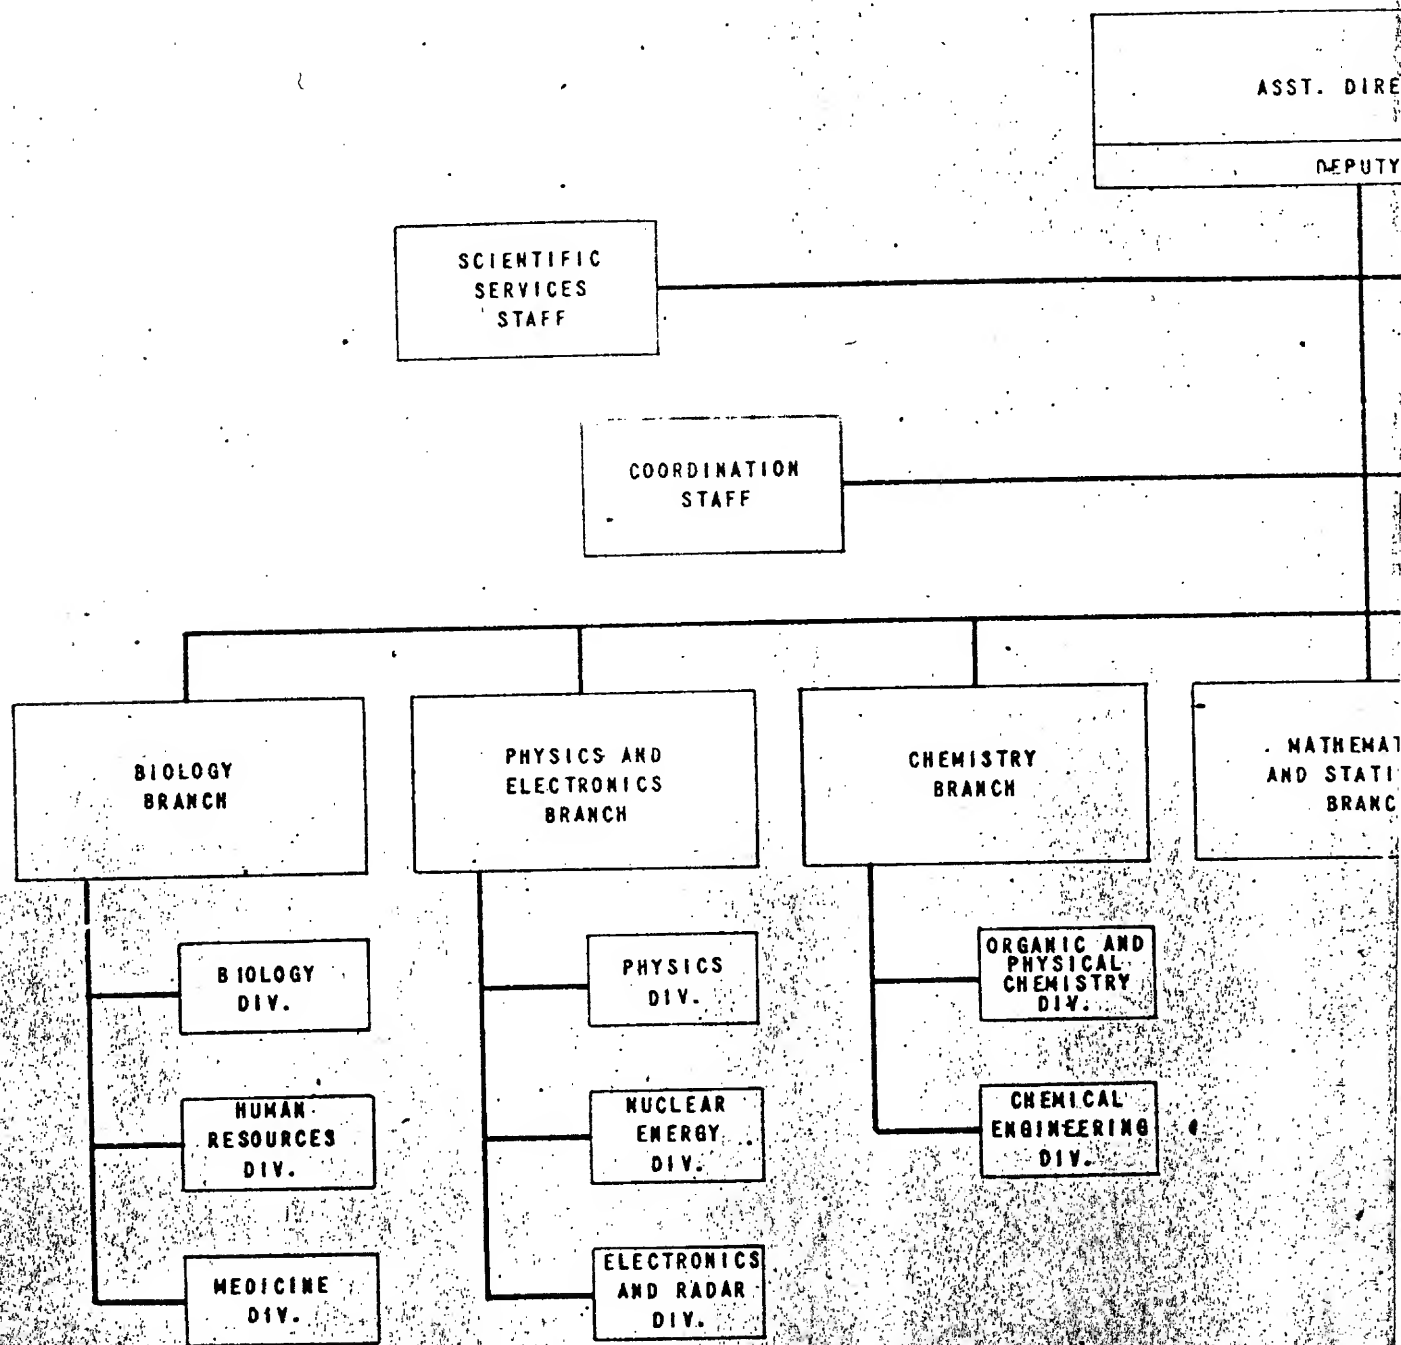 ASST. DIRE
DEPUTY
SCIENTIFIC
SERVICES
STAFF
COORDINATION
STAFF
BIOLOGY
BRANCH
PHYSICS AND
ELECTRONICS
BRANCH
CHEMISTRY
BRANCH
MATHEMAT
AND STATI
BRANC
BIOLOGY
DIV.
HUMAN
RESOURCES
DIV.
MEDICINE
DIV.
PHYSICS
DIV.
NUCLEAR
ENERGY
DIV.
ELECTRONICS
AND RADAR
DIV.
ORGANIC AND
PHYSICAL
CHEMISTRY
DIV.
CHEMICAL
ENGINEERING
DIV.